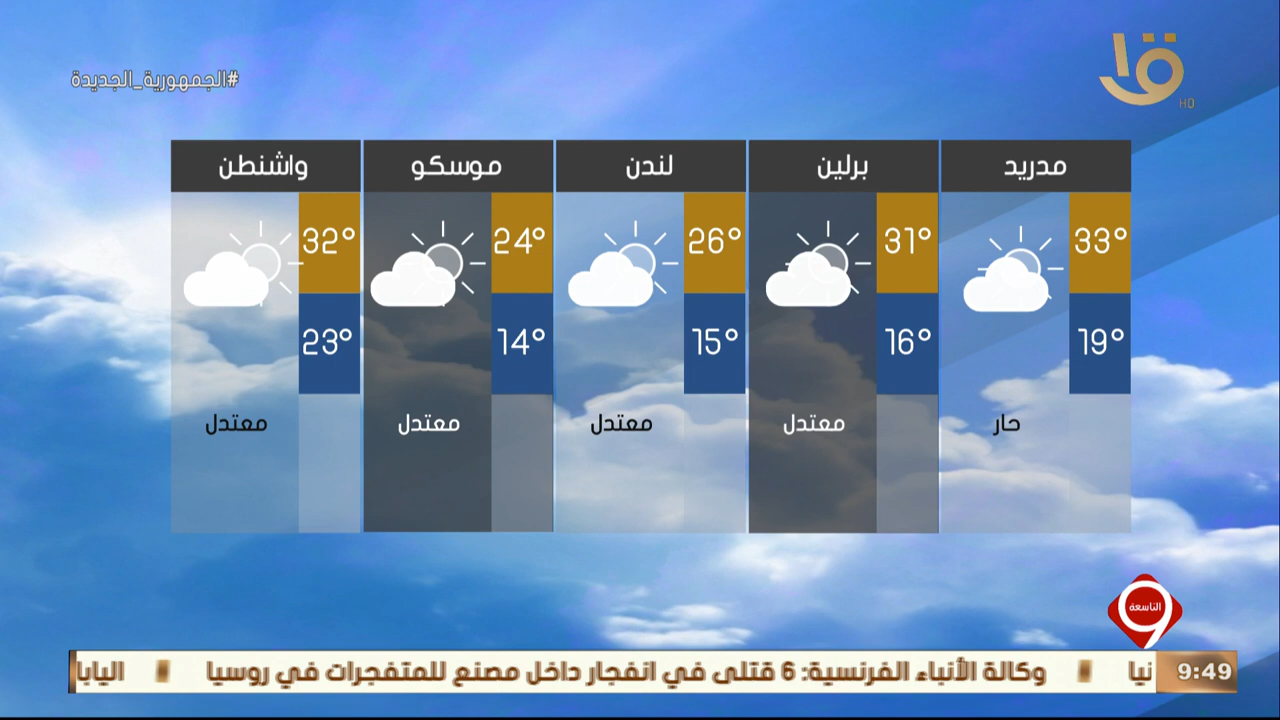 #الجمهورية_الجديدة
HD
مدريد
33°
19°
حار
برلين
31°
16°
معتدل
لندن
26°
15°
معتدل
موسكو
24°
14°
معتدل
واشنطن
32°
23°
معتدل
التاسعة
9
9:49
نيا وكالة الأنباء الفرنسية: 6 قتلى في انفجار داخل مصنع للمتفجرات في روسيا اليابا